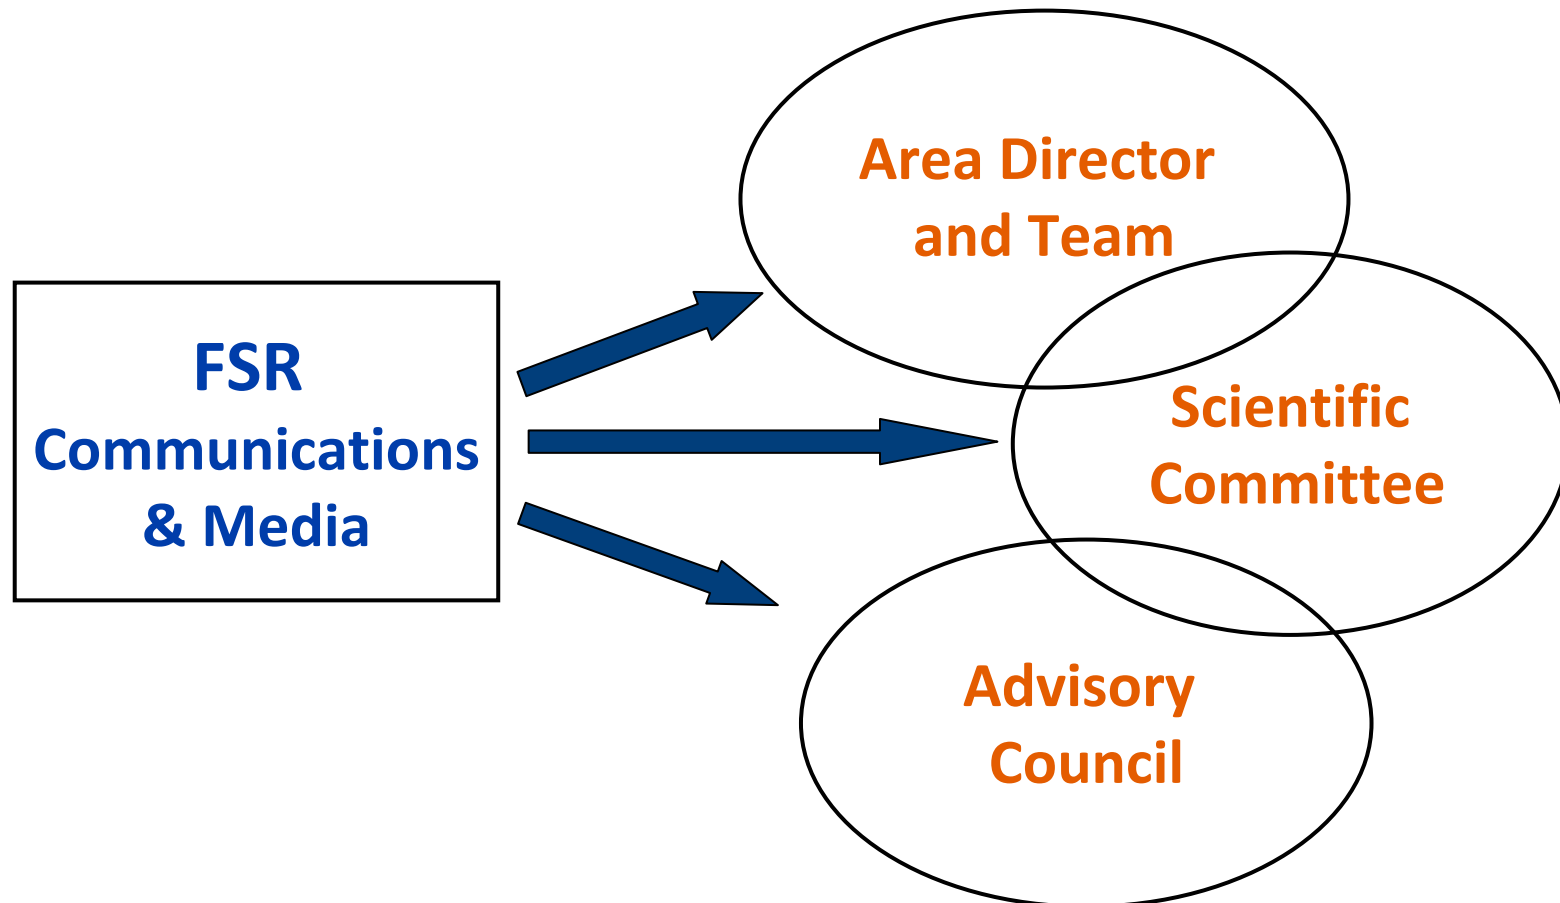 FSR
Communications
& Media
Area Director
and Team
Scientific
Committee
Advisory
Council